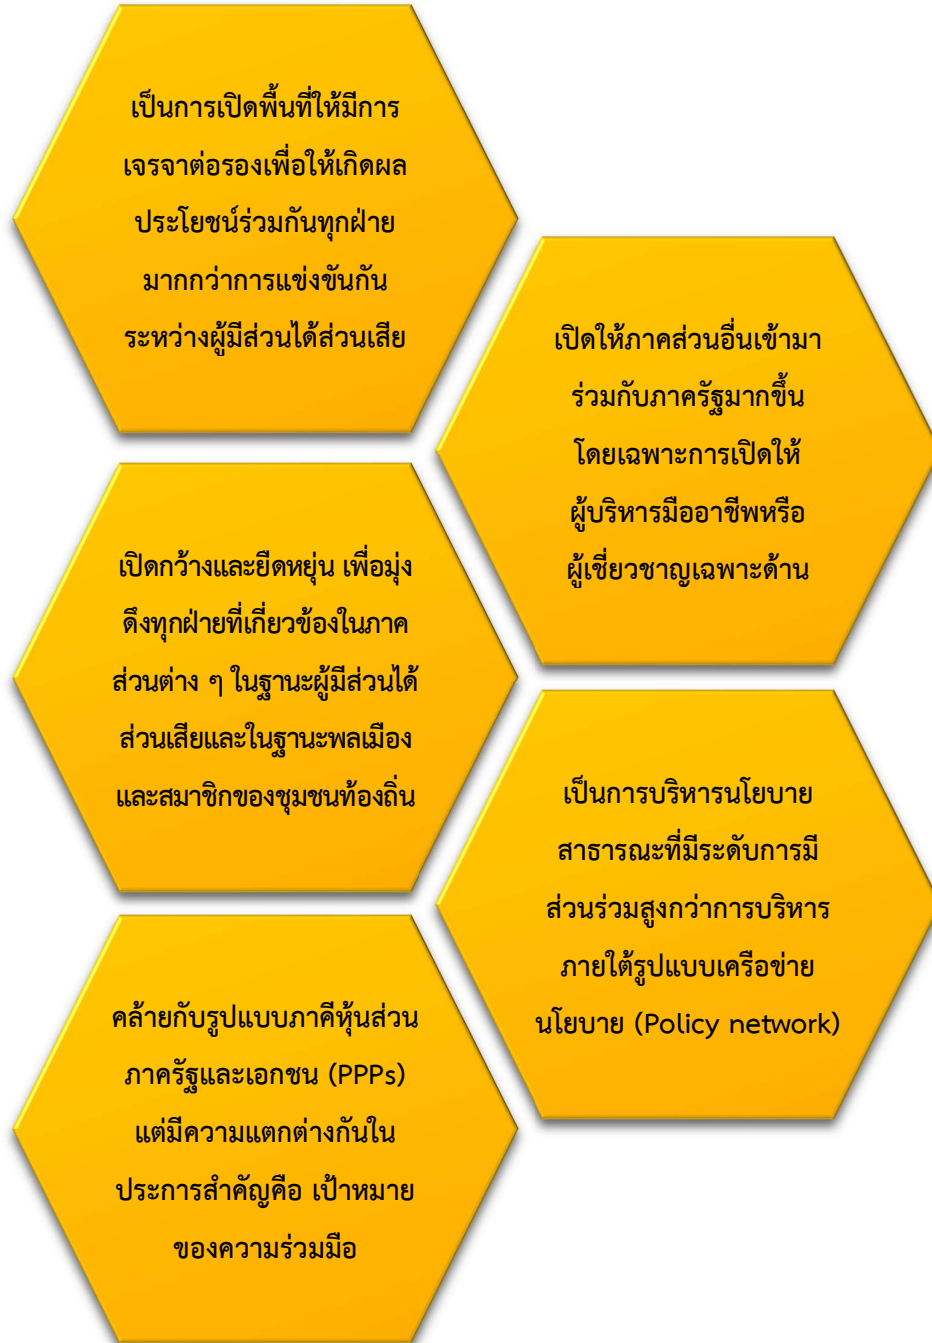 เป็นการเปิดพื้นที่ให้มีการ
เจรจาต่อรองเพื่อให้เกิดผล
ประโยชน์ร่วมกันทุกฝ่าย
มากกว่าการแข่งขันกัน
ระหว่างผู้มีส่วนได้ส่วนเสีย
เปิดให้ภาคส่วนอื่นเข้ามา
ร่วมกับภาครัฐมากขึ้น
โดยเฉพาะการเปิดให้
ผู้บริหารมืออาชีพหรือ
ผู้เชี่ยวชาญเฉพาะด้าน
เปิดกว้างและยืดหยุ่น เพื่อมุ่ง
ดึงทุกฝ่ายที่เกี่ยวข้องในภาค
ส่วนต่าง ๆ ในฐานะผู้มีส่วนได้
ส่วนเสียและในฐานะพลเมือง
และสมาชิกของชุมชนท้องถิ่น
เป็นการบริหารนโยบาย
สาธารณะที่มีระดับการมี
ส่วนร่วมสูงกว่าการบริหาร
ภายใต้รูปแบบเครือข่าย
นโยบาย (Policy network)
คล้ายกับรูปแบบภาคีหุ้นส่วน
ภาครัฐและเอกชน (PPPs)
แต่มีความแตกต่างกันใน
ประการสำคัญคือ เป้าหมาย
ของความร่วมมือ